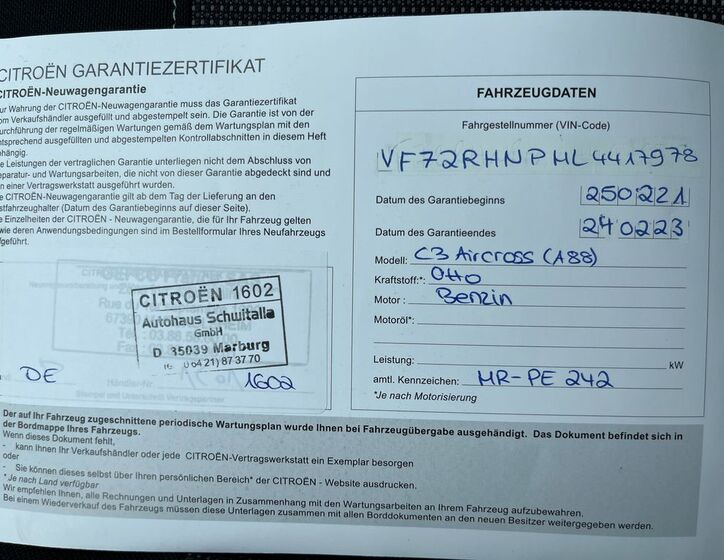 CITROËN GARANTIEZERTIFIKAT
CITROËN-Neuwagengarantie
ur Wahrung der CITROËN-Neuwagengarantie muss das Garantiezertifikat
om Verkaufshändler ausgefüllt und abgestempelt sein. Die Garantie ist von der
urchführung der regelmäßigen Wartungen gemäß dem Wartungsplan mit den
ntsprechend ausgefüllten und abgestempelten Kontrollabschnitten in diesem Heft
hängig.
e Leistungen der vertraglichen Garantie unterliegen nicht dem Abschluss von
eparatur- und Wartungsarbeiten, die nicht von dieser Garantie abgedeckt sind und
n einer Vertragswerkstatt ausgeführt wurden.
e CITROËN-Neuwagengarantie gilt ab dem Tag der Lieferung an den
stfahrzeughalter (Datum des Garantiebeginns auf dieser Seite).
e Einzelheiten der CITROËN - Neuwagengarantie, die für Ihr Fahrzeug gelten
wie deren Anwendungsbedingungen sind im Bestellformular Ihres Neufahrzeugs
geführt.
CITROËN 1602
Autohaus Schwitalla
GmbH
D 35039 Marburg
(0 64 21) 87 37 70
DE
Händler-Nr.
1602
Stempel und Unterschrift Vertragspartner
FAHRZEUGDATEN
Fahrgestellnummer (VIN-Code)
VF72RHNPML4417978
Datum des Garantiebeginns 250221
Datum des Garantieendes 240223
Modell: C3 Aircross (A88)
Kraftstoff:*: Otto
Motor : Benzin
Motoröl*:
Leistung: kW
amtl. Kennzeichen: MR-PE 242
*Je nach Motorisierung
Der auf Ihr Fahrzeug zugeschnittene periodische Wartungsplan wurde Ihnen bei Fahrzeugübergabe ausgehändigt. Das Dokument befindet sich in
der Bordmappe Ihres Fahrzeugs.
Wenn dieses Dokument fehlt,
- kann Ihnen Ihr Verkaufshändler oder jede CITROËN-Vertragswerkstatt ein Exemplar besorgen
oder
- Sie können dieses selbst über Ihren persönlichen Bereich* der CITROËN - Website ausdrucken.
* Je nach Land verfügbar
Wir empfehlen Ihnen, alle Rechnungen und Unterlagen in Zusammenhang mit den Wartungsarbeiten an Ihrem Fahrzeug aufzubewahren.
Bei einem Wiederverkauf des Fahrzeugs müssen diese Unterlagen zusammen mit allen Borddokumenten an den neuen Besitzer weitergegeben werden.